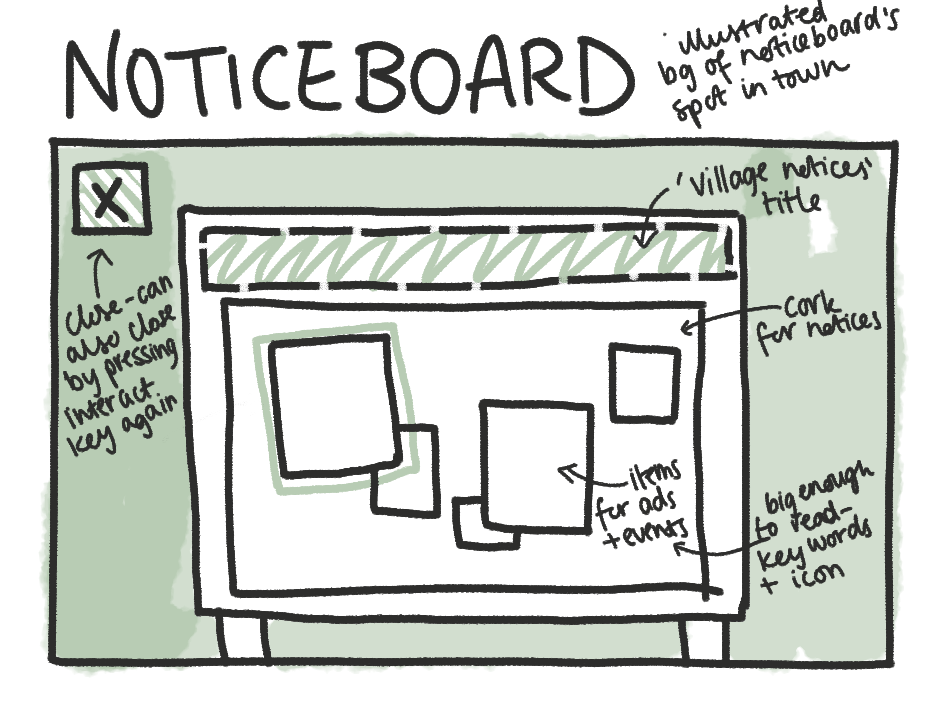 NOTICEBOARD
illustrated
bg of noticeboard's
spot in town
X
'Village notices'
title
Close-can
also close
by pressing
interact
key again
cork
for notices
items
for ads
+events
big enough
to read-
key words
+ icon